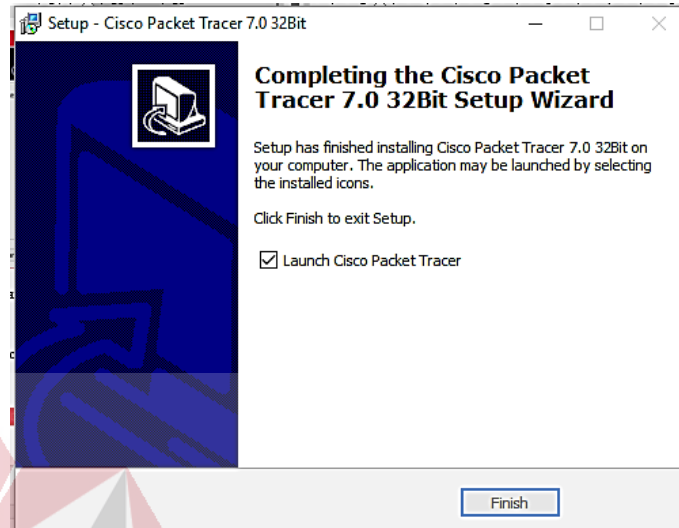 Setup - Cisco Packet Tracer 7.0 32Bit
Completing the Cisco Packet
Tracer 7.0 32Bit Setup Wizard
Setup has finished installing Cisco Packet Tracer 7.0 32Bit on
your computer. The application may be launched by selecting
the installed icons.
Click Finish to exit Setup.
Launch Cisco Packet Tracer
Finish